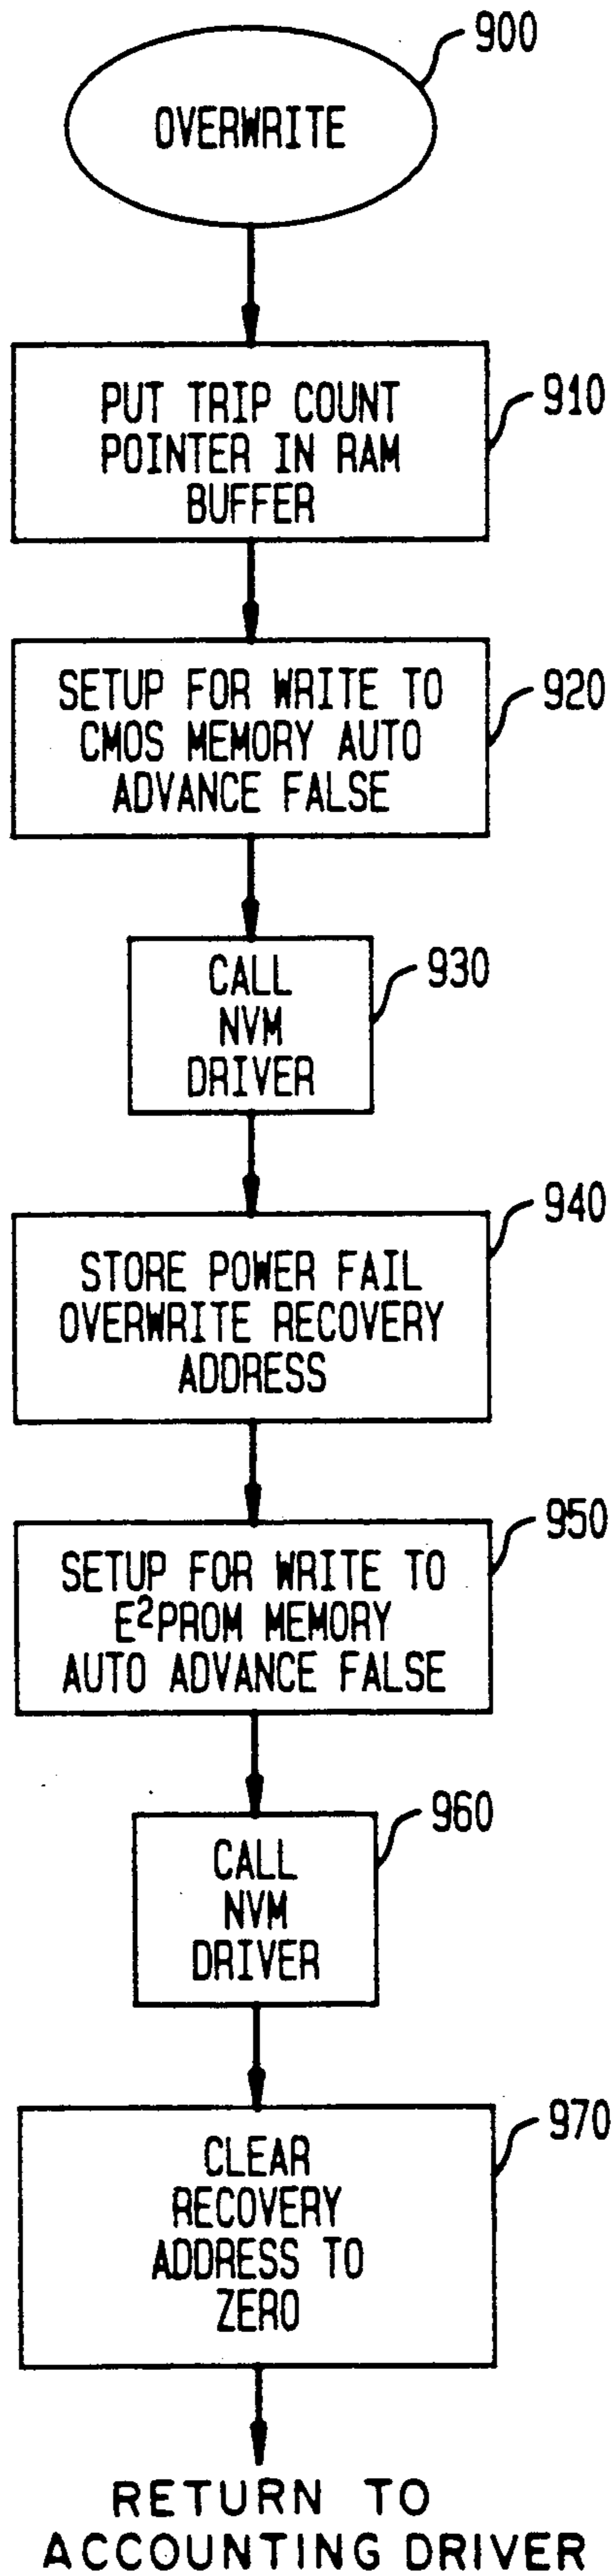 900
OVERWRITE
910
PUT TRIP COUNT
POINTER IN RAM
BUFFER
920
SETUP FOR WRITE TO
CMOS MEMORY AUTO
ADVANCE FALSE
930
CALL
NVM
DRIVER
940
STORE POWER FAIL
OVERWRITE RECOVERY
ADDRESS
950
SETUP FOR WRITE TO
E²PROM MEMORY
AUTO ADVANCE FALSE
960
CALL
NVM
DRIVER
970
CLEAR
RECOVERY
ADDRESS TO
ZERO
RETURN TO
ACCOUNTING DRIVER